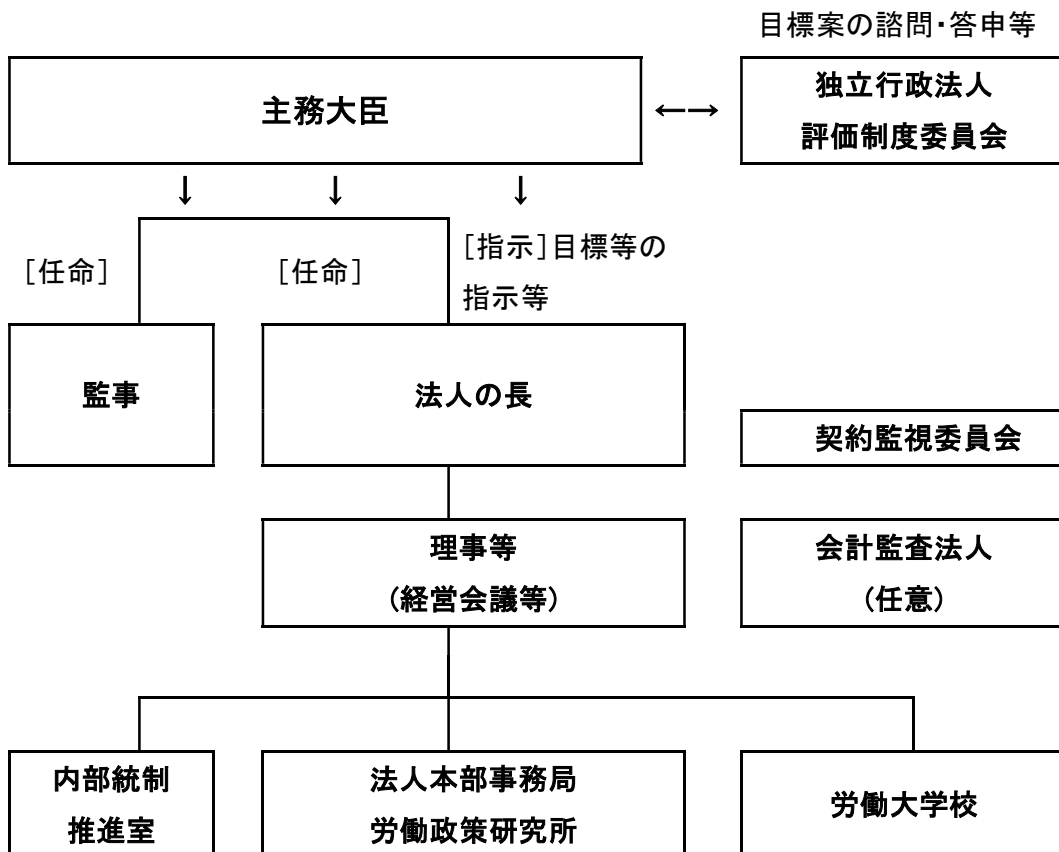 目標案の諮問・答申等
主務大臣
←→
独立行政法人
評価制度委員会
↓ ↓ ↓
[任命]
[任命]
[指示]目標等の
指示等
監事
法人の長
契約監視委員会
理事等
(経営会議等)
会計監査法人
(任意)
内部統制
推進室
法人本部事務局
労働政策研究所
労働大学校